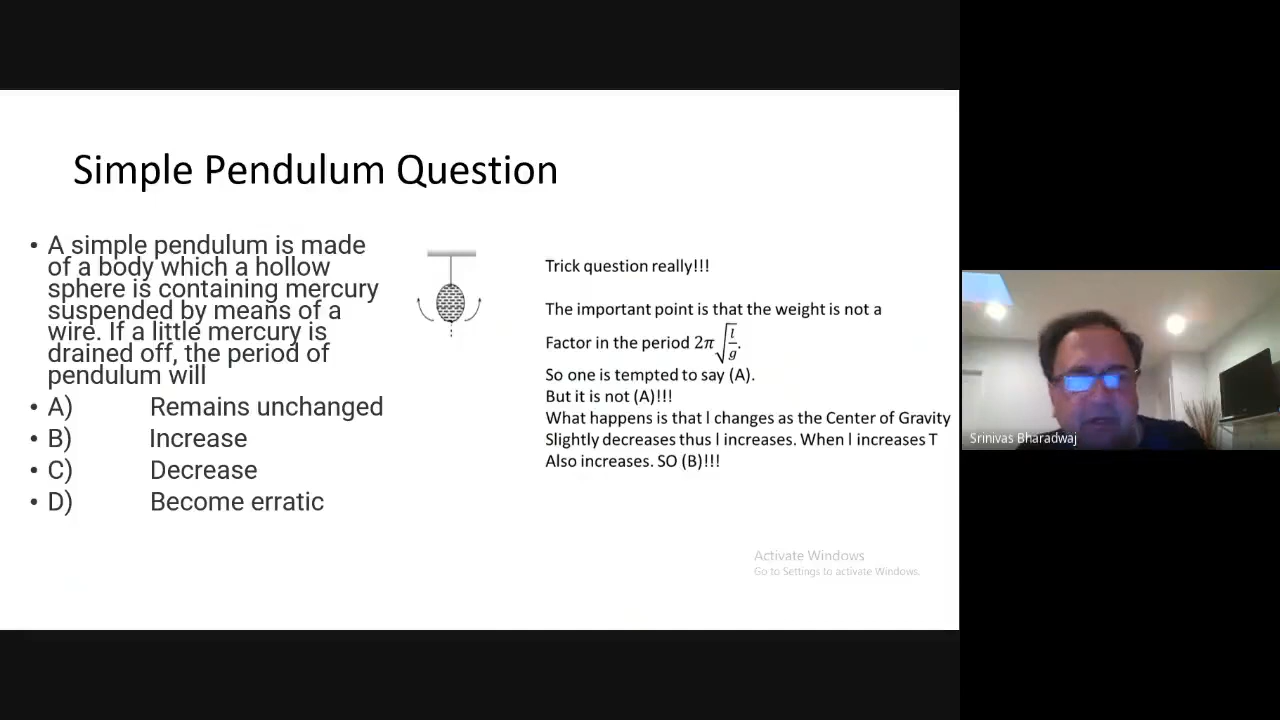 Simple Pendulum Question
• A simple pendulum is made
of a body which a hollow
sphere is containing mercury
suspended by means of a
wire. If a little mercury is
drained off, the period of
pendulum will
• A) Remains unchanged
• B) Increase
• C) Decrease
• D) Become erratic
Trick question really!!!
The important point is that the weight is not a
Factor in the period 2π√(l/g).
So one is tempted to say (A).
But it is not (A)!!!
What happens is that l changes as the Center of Gravity
Slightly decreases thus l increases. When l increases T
Also increases. SO (B)!!!
Activate Windows
Go to Settings to activate Windows.
Srinivas Bharadwaj